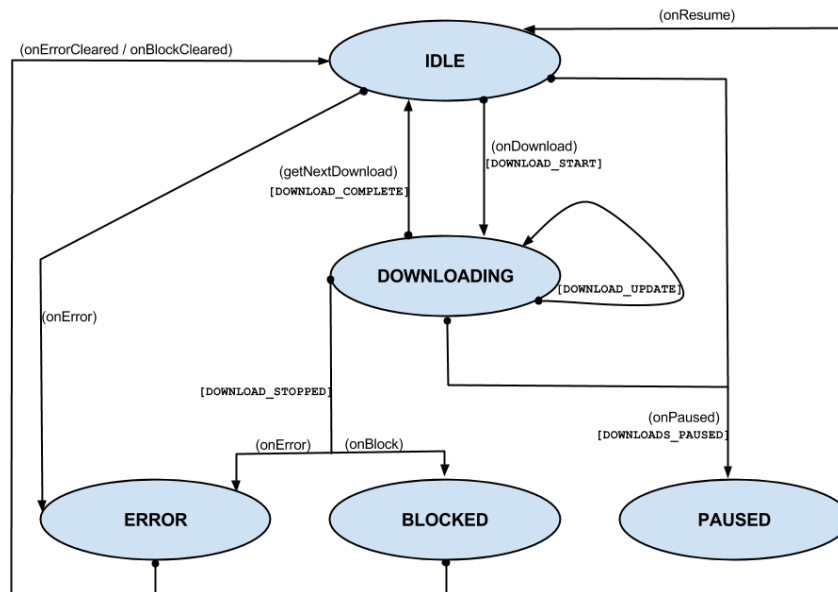 (onResume)
(onErrorCleared / onBlockCleared)
IDLE
(onDownload)
[DOWNLOAD_START]
(getNextDownload)
[DOWNLOAD_COMPLETE]
DOWNLOADING
[DOWNLOAD_UPDATE]
(onError)
[DOWNLOAD_STOPPED]
(onPaused)
[DOWNLOADS_PAUSED]
(onError)
(onBlock)
ERROR
BLOCKED
PAUSED